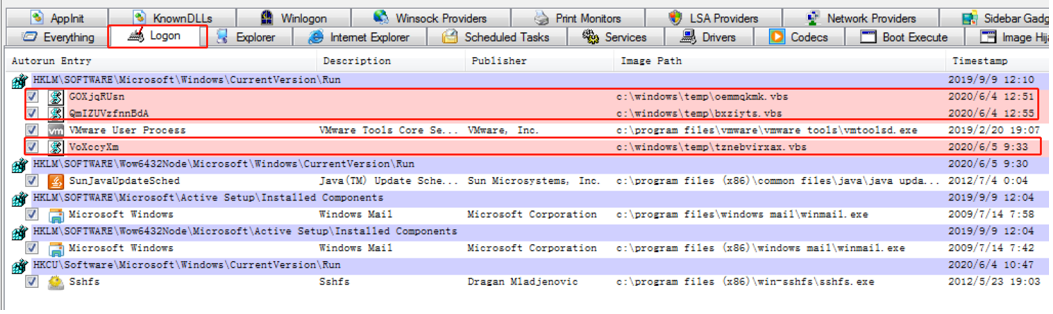 AppInit KnownDLLs Winlogon Winsock Providers Print Monitors LSA Providers Network Providers Sidebar Gadg
Everything Logon Explorer Internet Explorer Scheduled Tasks Services Drivers Codecs Boot Execute Image Hij
Autorun Entry Description Publisher Image Path Timestamp
HKLM\SOFTWARE\Microsoft\Windows\CurrentVersion\Run 2019/9/9 12:10
GOXjqRUsn c:\windows\temp\oemmqkmk.vbs 2020/6/4 12:51
QmIZUVzfnnBdA c:\windows\temp\bxziyts.vbs 2020/6/4 12:55
vm VMware User Process VMware Tools Core Se... VMware, Inc. c:\program files\vmware\vmware tools\vmtoolsd.exe 2019/2/20 19:07
VoXccyXm c:\windows\temp\tznebvirxax.vbs 2020/6/5 9:33
HKLM\SOFTWARE\Wow6432Node\Microsoft\Windows\CurrentVersion\Run 2020/6/5 9:30
SunJavaUpdateSched Java(TM) Update Sche... Sun Microsystems, Inc. c:\program files (x86)\common files\java\java upda... 2012/7/4 0:04
HKLM\SOFTWARE\Microsoft\Active Setup\Installed Components 2019/9/9 12:04
Microsoft Windows Windows Mail Microsoft Corporation c:\program files\windows mail\winmail.exe 2009/7/14 7:58
HKLM\SOFTWARE\Wow6432Node\Microsoft\Active Setup\Installed Components 2019/9/9 12:04
Microsoft Windows Windows Mail Microsoft Corporation c:\program files (x86)\windows mail\winmail.exe 2009/7/14 7:42
HKCU\Software\Microsoft\Windows\CurrentVersion\Run 2020/6/4 10:47
Sshfs Sshfs Dragan Mladjenovic c:\program files (x86)\win-sshfs\sshfs.exe 2012/5/23 19:03